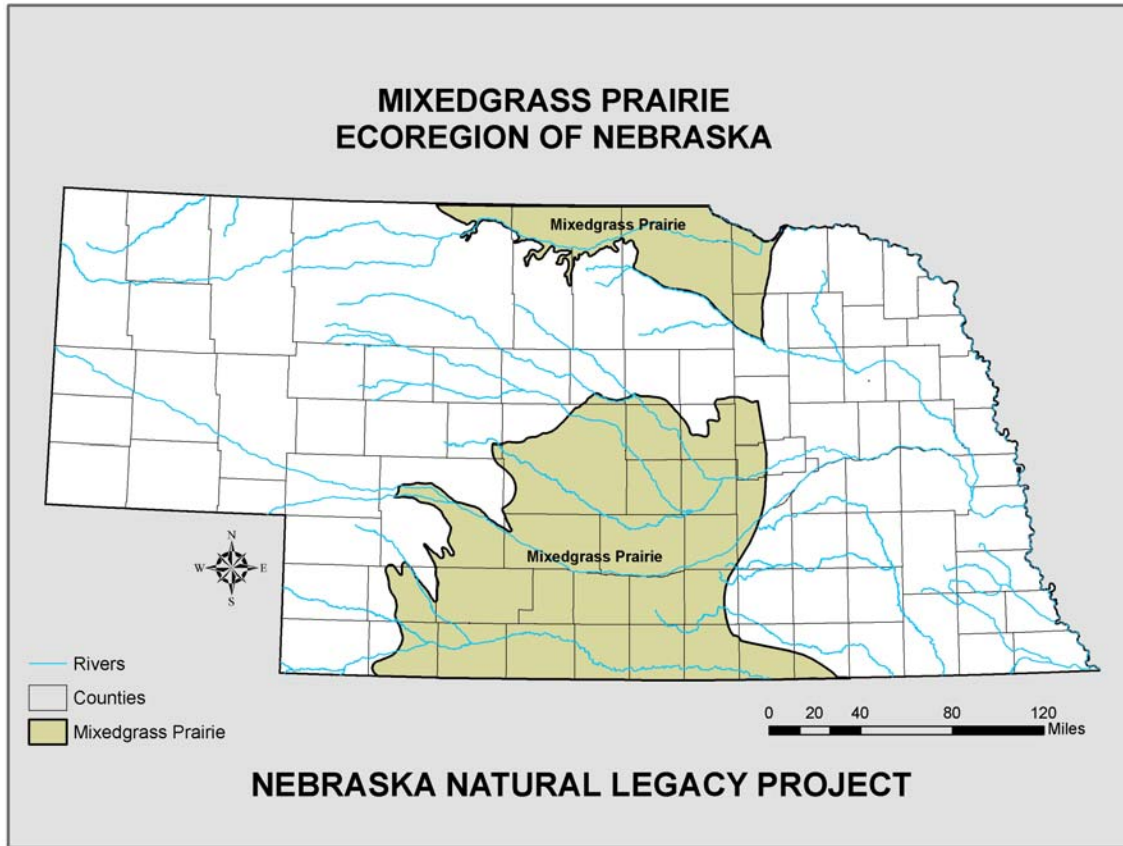 MIXEDGRASS PRAIRIE
ECOREGION OF NEBRASKA
Mixedgrass Prairie
Mixedgrass Prairie
N
W E
S
Rivers
Counties
Mixedgrass Prairie
0 20 40 80 120
Miles
NEBRASKA NATURAL LEGACY PROJECT